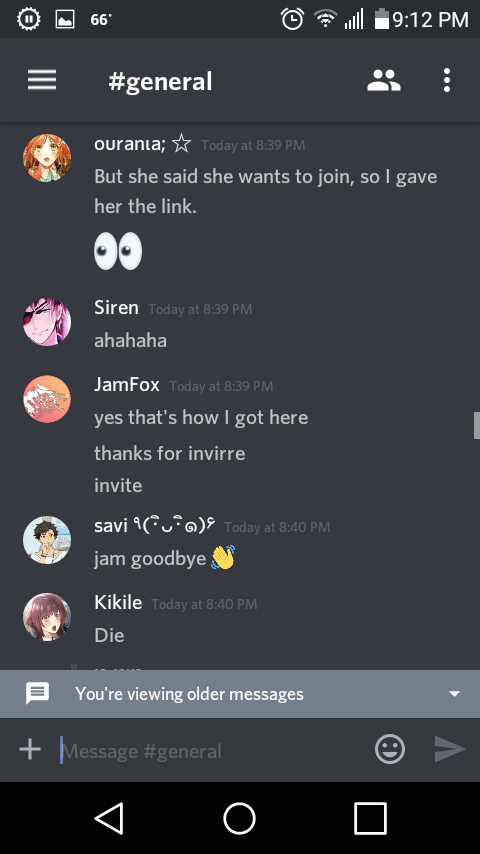 66°
9:12 PM
#general
ourania; ☆ Today at 8:39 PM
But she said she wants to join, so I gave
her the link.
👀
Siren Today at 8:39 PM
ahahaha
JamFox Today at 8:39 PM
yes that's how I got here
thanks for invirre
invite
savi ٩(･ิᴗ･ิ๑)۶ Today at 8:40 PM
jam goodbye 👋
Kikile Today at 8:40 PM
Die
You're viewing older messages
Message #general